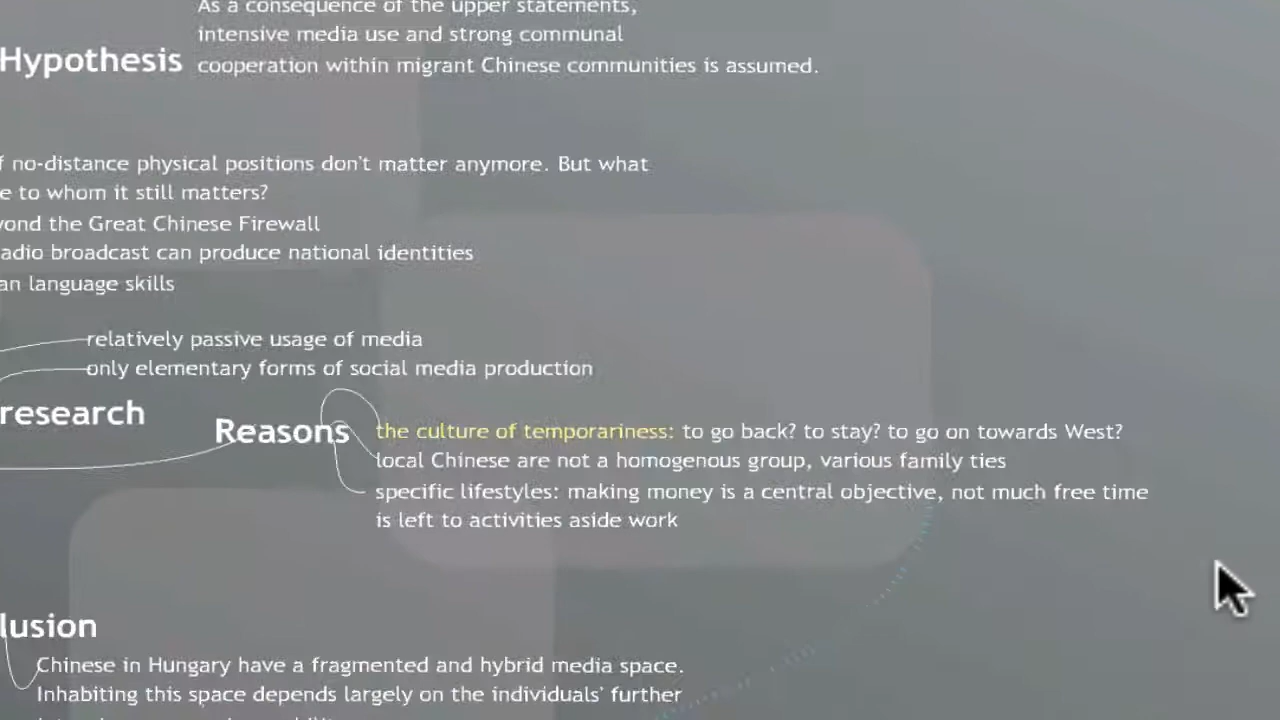 As a consequence of the upper statements,
intensive media use and strong communal
Hypothesis
cooperation within migrant Chinese communities is assumed.
no-distance physical positions don't matter anymore. But what
to whom it still matters?
the Great Chinese Firewall
broadcast can produce national identities
language skills
relatively passive usage of media
only elementary forms of social media production
research
Reasons
the culture of temporariness: to go back? to stay? to go on towards West?
local Chinese are not a homogenous group, various family ties
specific lifestyles: making money is a central objective, not much free time
is left to activities aside work
lusion
Chinese in Hungary have a fragmented and hybrid media space.
Inhabiting this space depends largely on the individuals' further